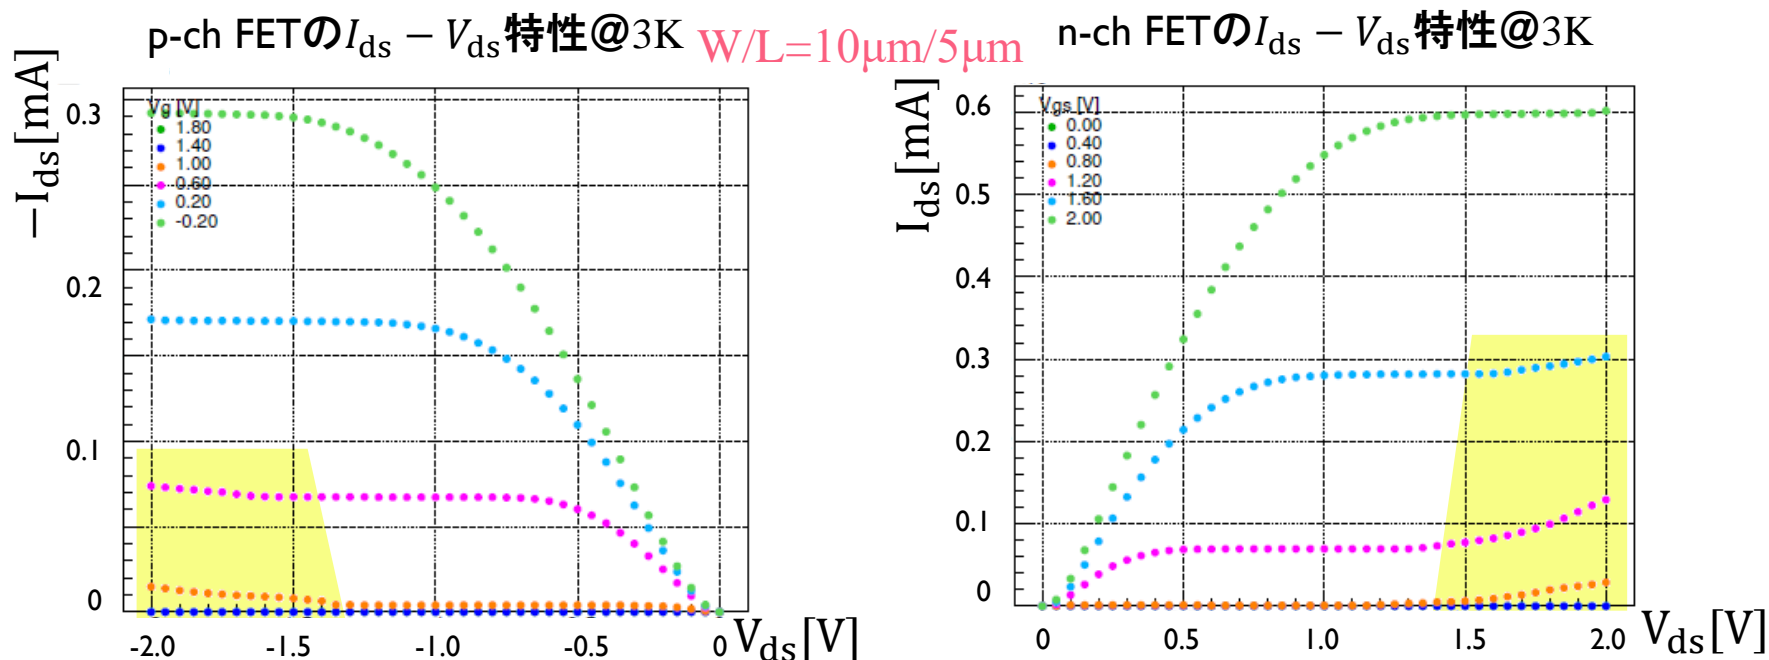 p-ch FETのIds − Vds特性@3K
W/L=10μm/5μm
n-ch FETのIds − Vds特性@3K
−Ids[mA]
0.3
0.2
0.1
0
Vg [V]
1.80
1.40
1.00
0.60
0.20
-0.20
-2.0 -1.5 -1.0 -0.5 0
Vds[V]
Ids[mA]
0.6
0.5
0.4
0.3
0.2
0.1
0
Vgs [V]
0.00
0.40
0.80
1.20
1.60
2.00
0 0.5 1.0 1.5 2.0
Vds[V]